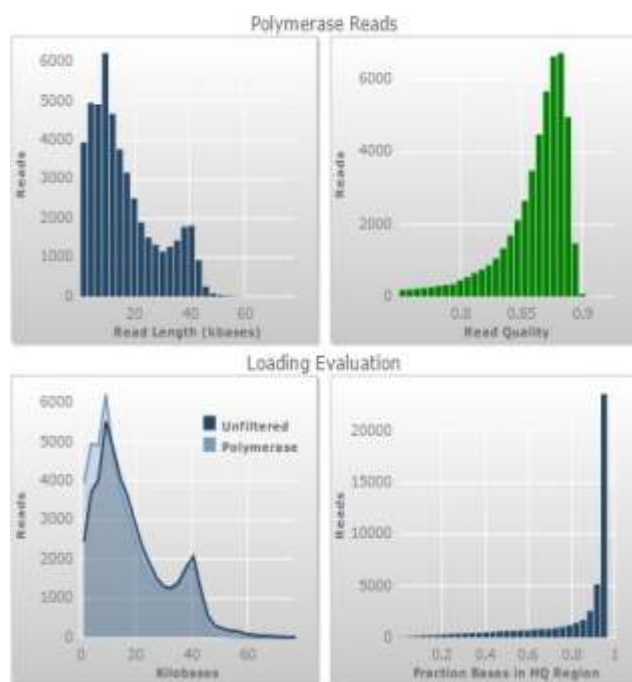 Polymerase Reads
6000
5000
4000
3000
2000
1000
0
Reads
20 40 60
Read Length (kbases)
6000
4000
2000
0
Reads
0.8 0.85 0.9
Read Quality
Loading Evaluation
6000
5000
4000
3000
2000
1000
0
Reads
Unfiltered
Polymerase
0 20 40 60
Kilobases
20000
15000
10000
5000
0
Reads
0.2 0.4 0.6 0.8 1
Fraction Bases in HQ Region